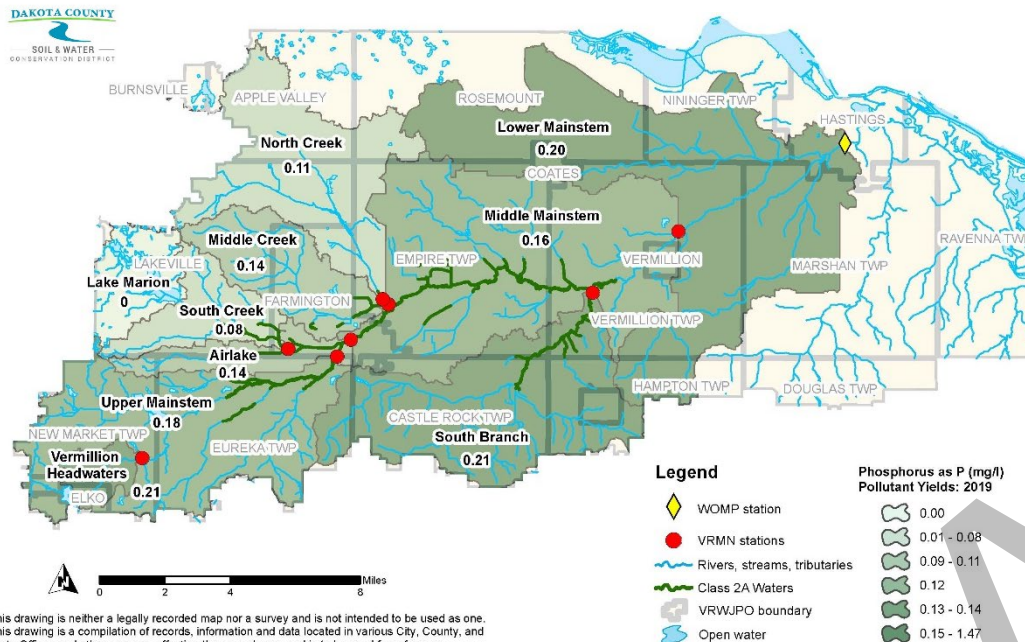 DAKOTA COUNTY
SOIL & WATER
CONSERVATION DISTRICT
BURNSVILLE
APPLE VALLEY
ROSEMOUNT
NININGER TWP
HASTINGS
North Creek
0.11
Lower Mainstem
0.20
COATES
Middle Creek
0.14
Middle Mainstem
0.16
LAKEVILLE
EMPIRE TWP
VERMILLION
RAVENNA TW
Lake Marion
0
MARSHAN TWP
FARMINGTON
South Creek
0.08
VERMILLION TWP
Airlake
0.14
HAMPTON TWP
DOUGLAS TWP
Upper Mainstem
0.18
CASTLE ROCK TWP
NEW MARKET TWP
EUREKA TWP
South Branch
0.21
Vermillion
Headwaters
0.21
ELKO
N
Miles
0 2 4 8
Legend
WOMP station
VRMN stations
Rivers, streams, tributaries
Class 2A Waters
VRWJPO boundary
Open water
Phosphorus as P (mg/l)
Pollutant Yields: 2019
0.00
0.01 - 0.08
0.09 - 0.11
0.12
0.13 - 0.14
0.15 - 1.47
his drawing is neither a legally recorded map nor a survey and is not intended to be used as one.
his drawing is a compilation of records, information and data located in various City, County, and